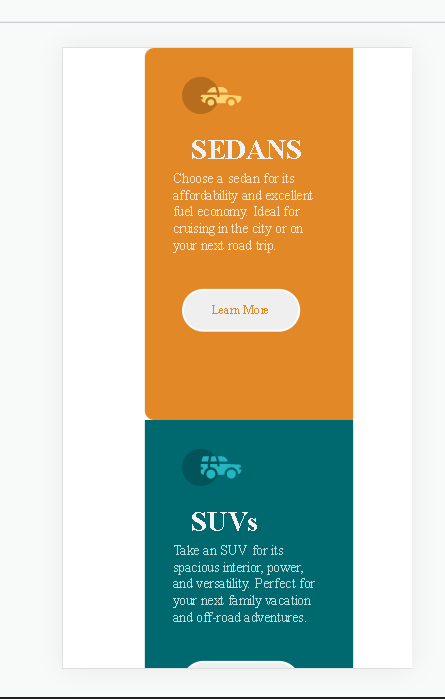 SEDANS
Choose a sedan for its
affordability and excellent
fuel economy. Ideal for
cruising in the city or on
your next road trip.
Learn More
SUVs
Take an SUV for its
spacious interior, power,
and versatility. Perfect for
your next family vacation
and off-road adventures.